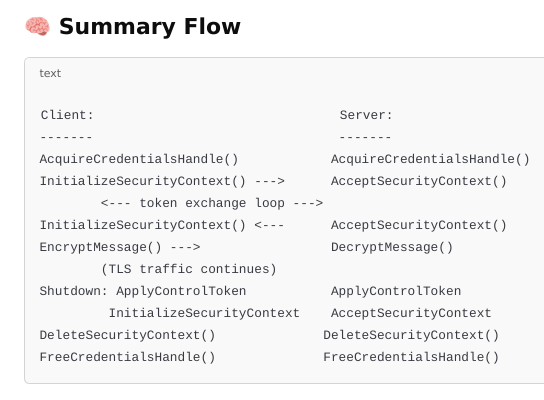 🧠 Summary Flow
text
Client:                                Server:
-------                                -------
AcquireCredentialsHandle()            AcquireCredentialsHandle()
InitializeSecurityContext() --->      AcceptSecurityContext()
        <--- token exchange loop --->
InitializeSecurityContext() <---      AcceptSecurityContext()
EncryptMessage() --->                 DecryptMessage()
        (TLS traffic continues)
Shutdown: ApplyControlToken           ApplyControlToken
         InitializeSecurityContext    AcceptSecurityContext
DeleteSecurityContext()              DeleteSecurityContext()
FreeCredentialsHandle()              FreeCredentialsHandle()